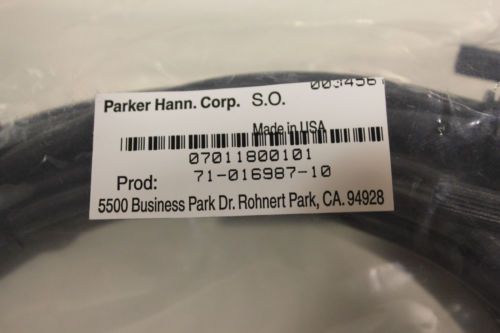 0034561
Parker Hann. Corp. S.O.
Made in USA
07011800101
Prod: 71-016987-10
5500 Business Park Dr. Rohnert Park, CA. 94928